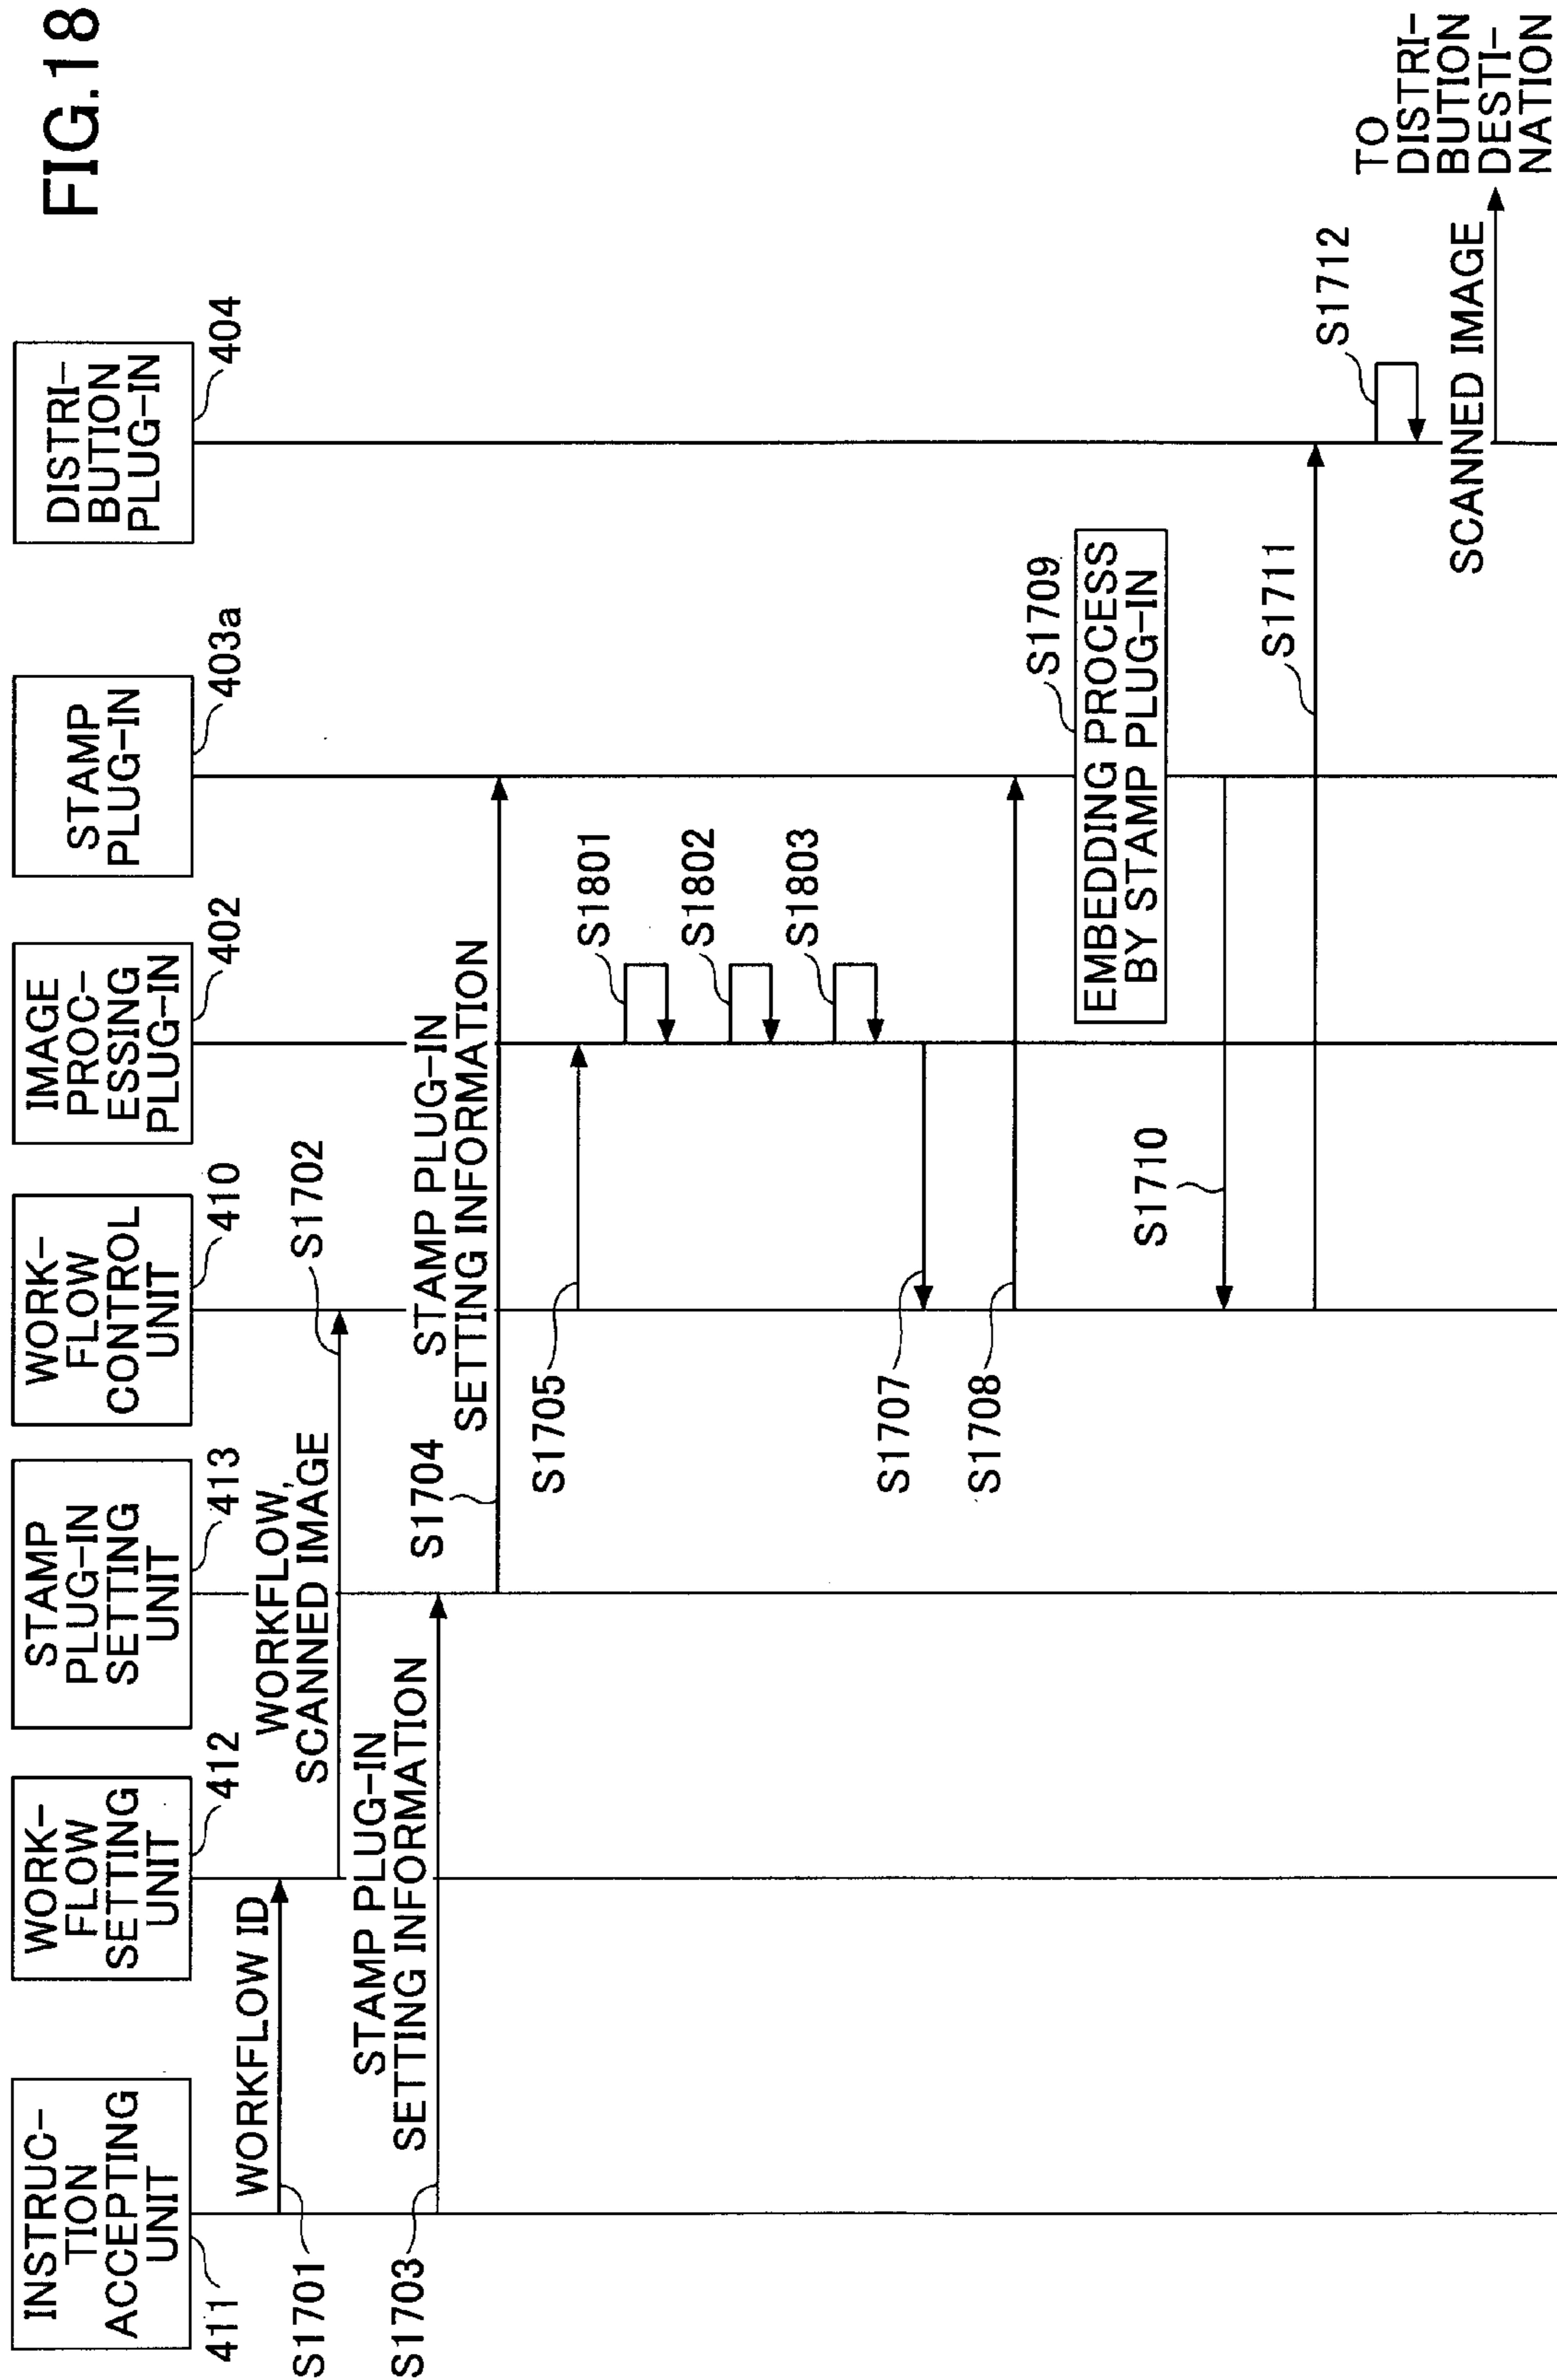 FIG.18
INSTRUC-
TION
ACCEPTING
UNIT
411
WORK-
FLOW
SETTING
UNIT
412
STAMP
PLUG-IN
SETTING
UNIT
413
WORK-
FLOW
CONTROL
UNIT
410
IMAGE
PROC-
ESSING
PLUG-IN
402
STAMP
PLUG-IN
403a
DISTRI-
BUTION
PLUG-IN
404
S1701
WORKFLOW ID
WORKFLOW,
SCANNED IMAGE
S1702
S1703
STAMP PLUG-IN
SETTING INFORMATION
S1704
STAMP PLUG-IN
SETTING INFORMATION
S1705
S1801
S1802
S1803
S1707
S1708
S1709
EMBEDDING PROCESS
BY STAMP PLUG-IN
S1710
S1711
S1712
SCANNED IMAGE
TO
DISTRI-
BUTION
DESTI-
NATION